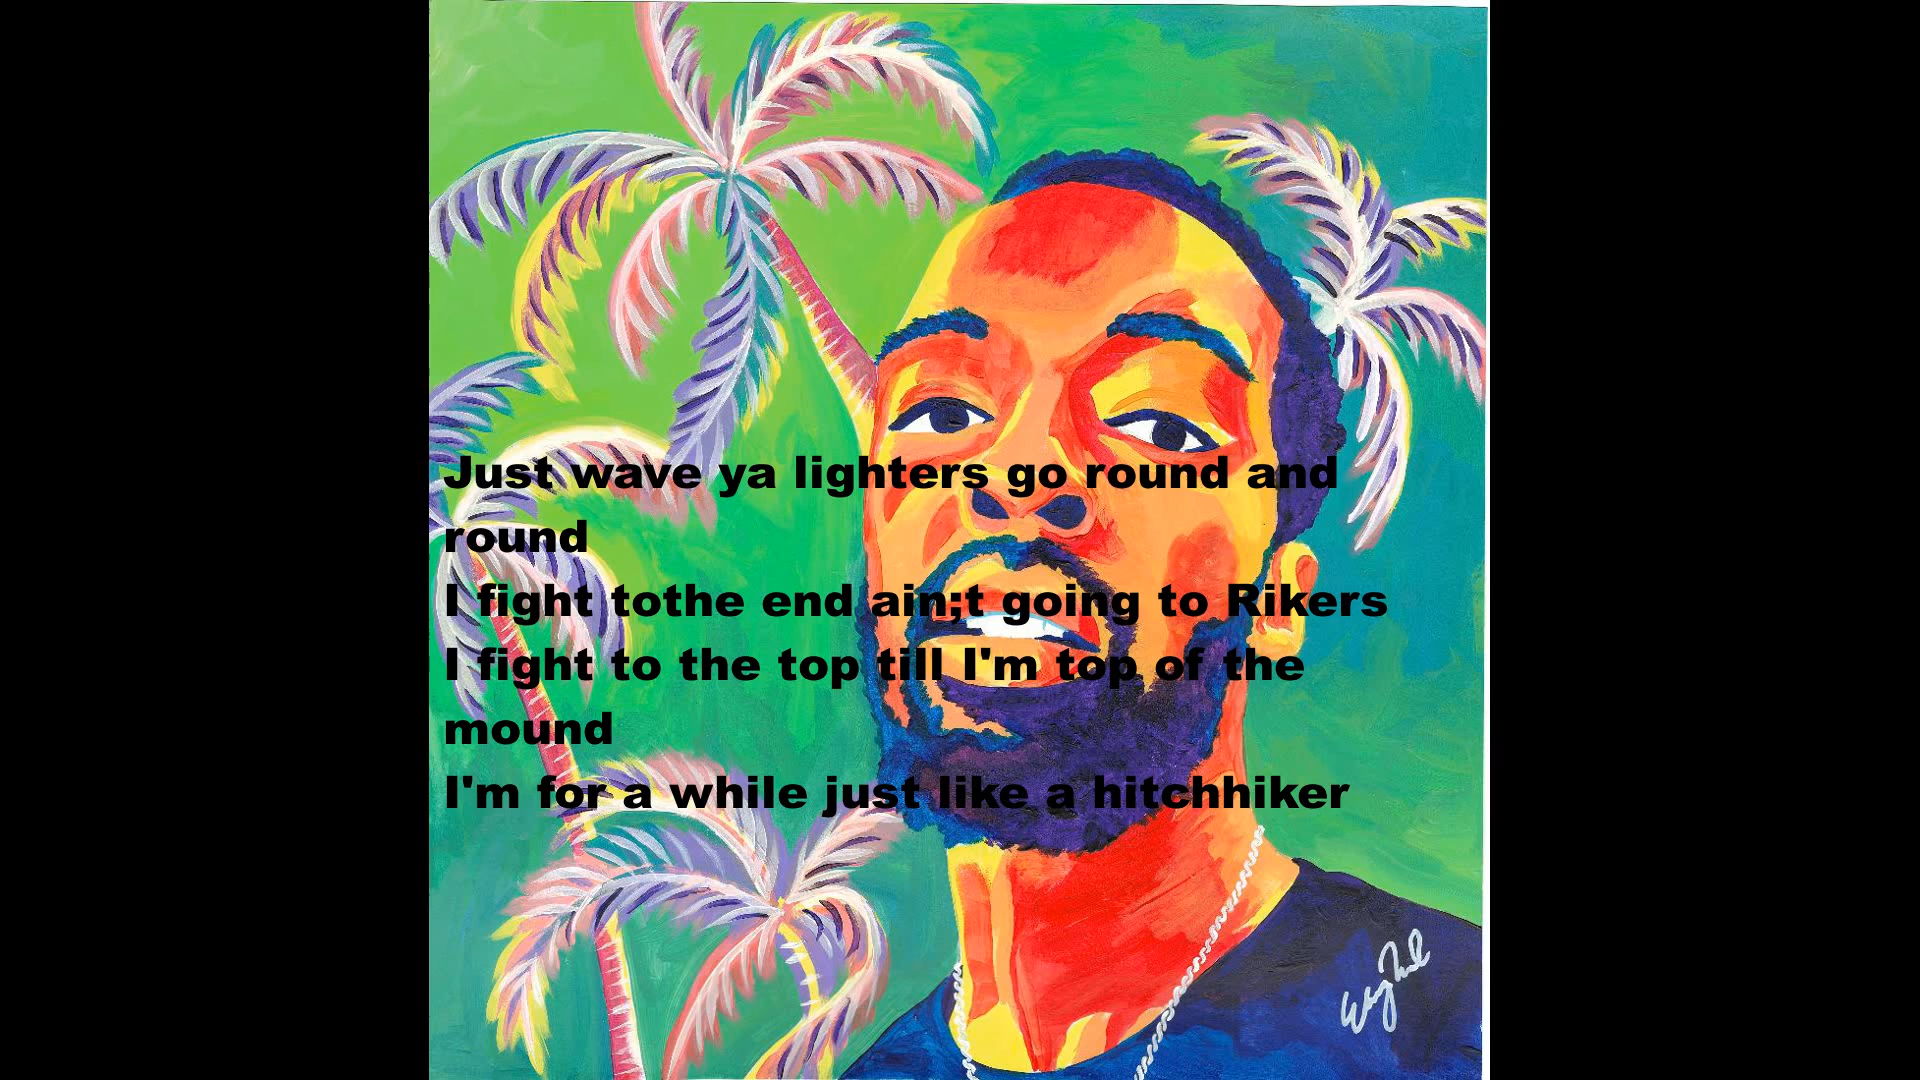 Just wave ya lighters go round and
round
I fight tothe end ain;t going to Rikers
I fight to the top till I'm top of the
mound
I'm for a while just like a hitchhiker